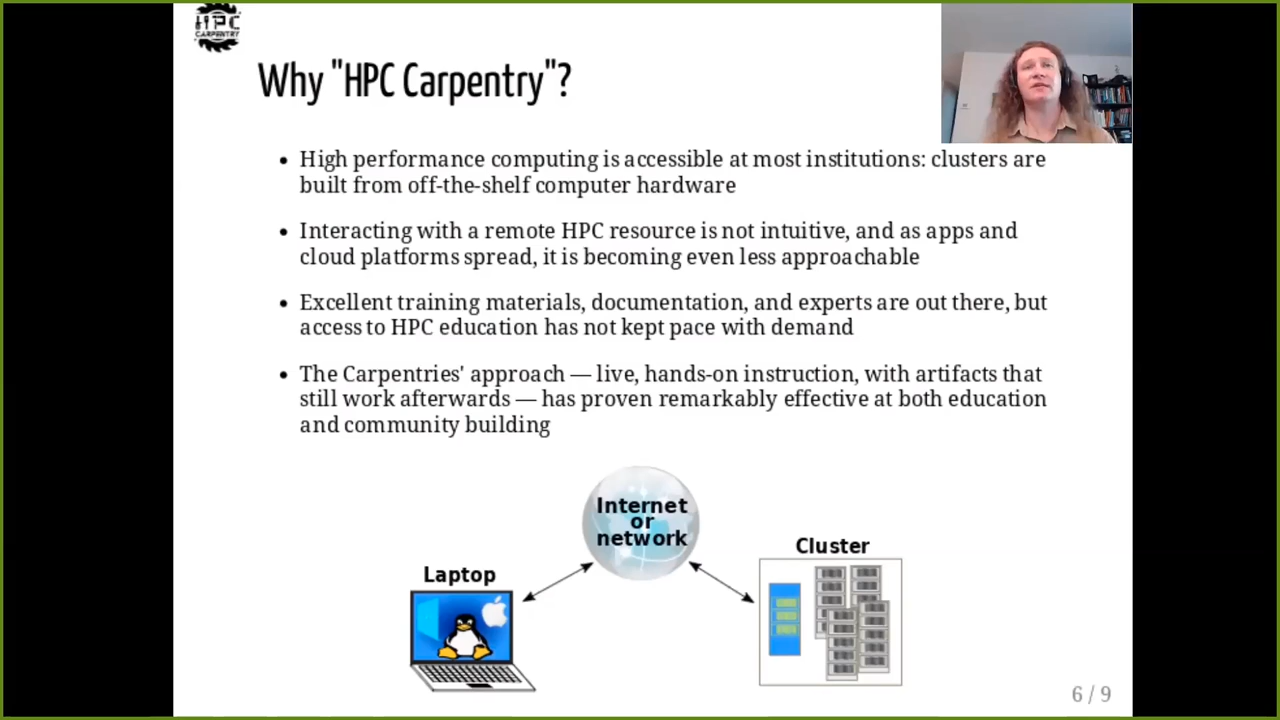 HPC
CARPENTRY
Why "HPC Carpentry"?
• High performance computing is accessible at most institutions: clusters are
built from off-the-shelf computer hardware
• Interacting with a remote HPC resource is not intuitive, and as apps and
cloud platforms spread, it is becoming even less approachable
• Excellent training materials, documentation, and experts are out there, but
access to HPC education has not kept pace with demand
• The Carpentries' approach — live, hands-on instruction, with artifacts that
still work afterwards — has proven remarkably effective at both education
and community building
Internet
or
network
Cluster
Laptop
6 / 9